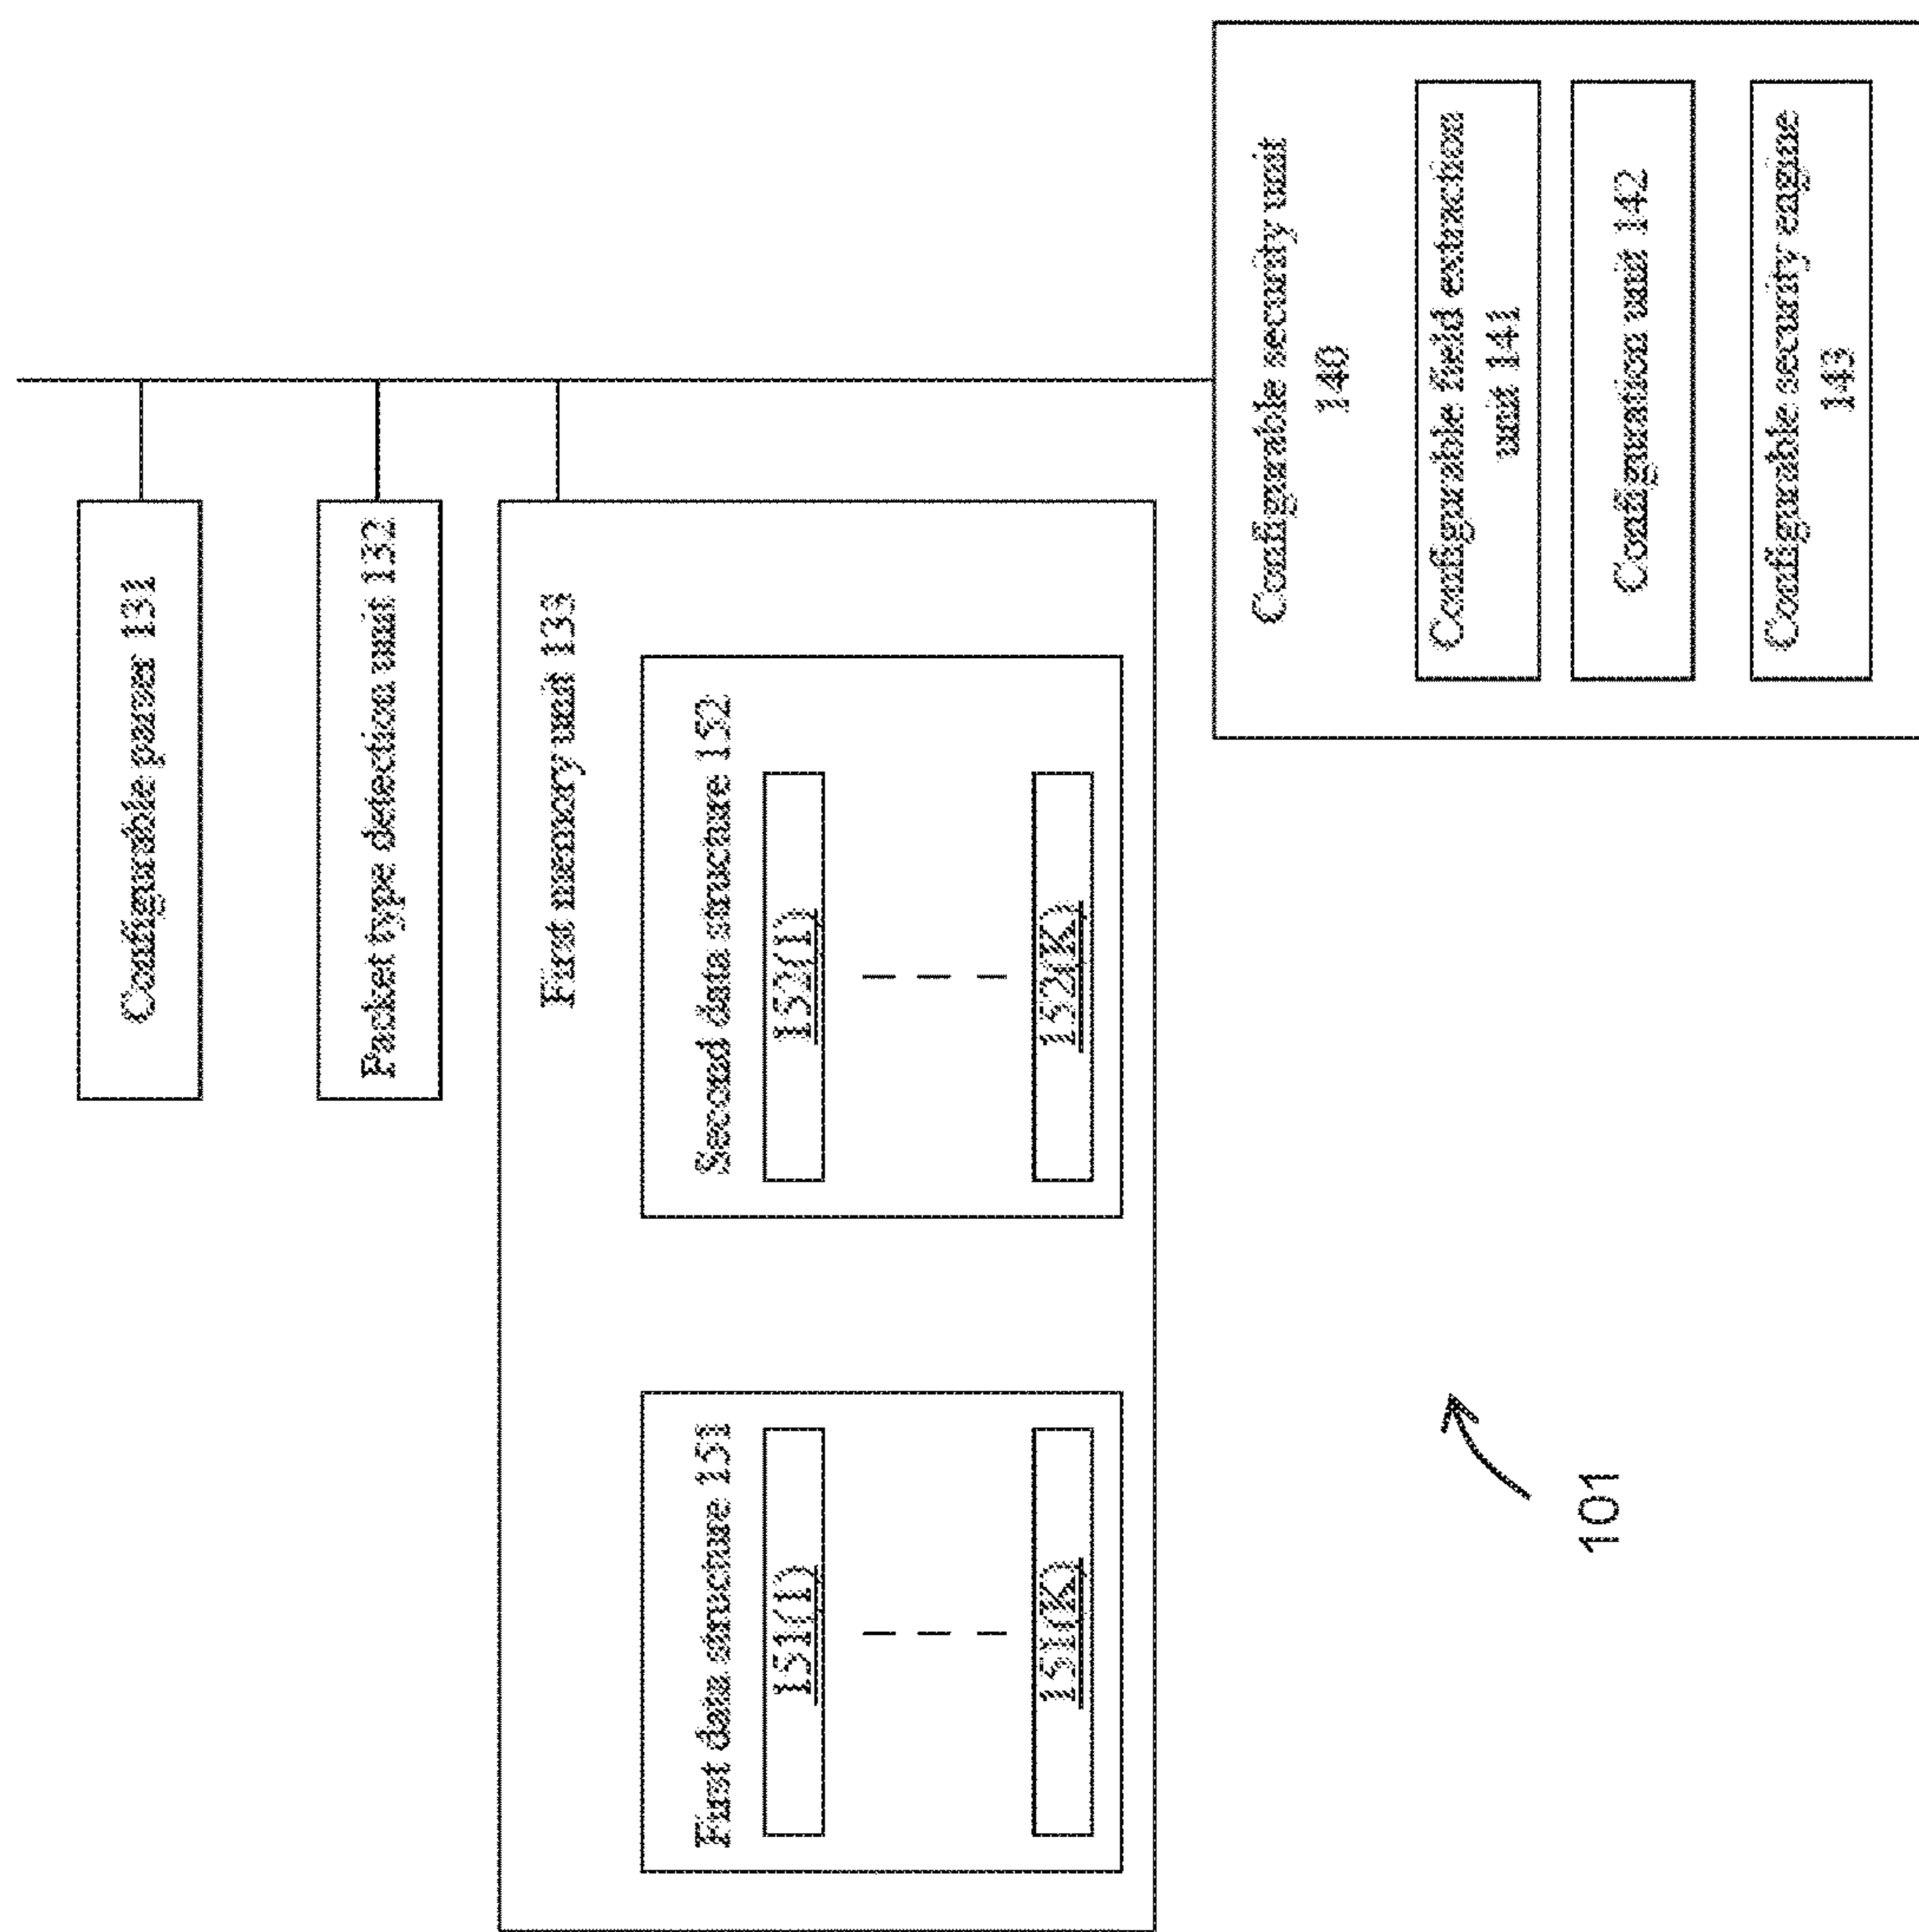 Configurable parser 131
Packet type detection unit 132
First memory unit 133
First data structure 151
151(1)
151(K)
Second data structure 152
152(1)
152(K)
Configurable security unit
140
Configurable field extraction
unit 141
Configuration unit 142
Configurable security engine
143
101